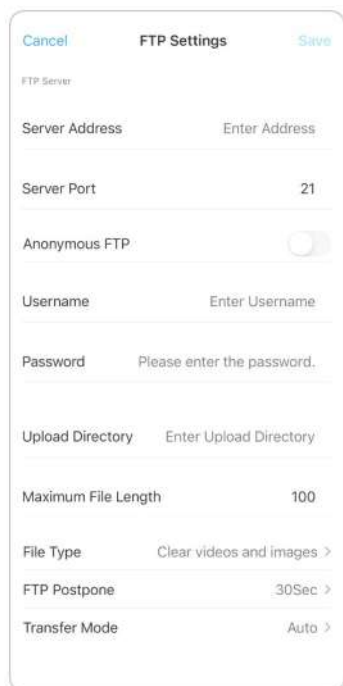 Cancel FTP Settings Save
FTP Server
Server Address Enter Address
Server Port 21
Anonymous FTP
Username Enter Username
Password Please enter the password.
Upload Directory Enter Upload Directory
Maximum File Length 100
File Type Clear videos and images >
FTP Postpone 30Sec >
Transfer Mode Auto >